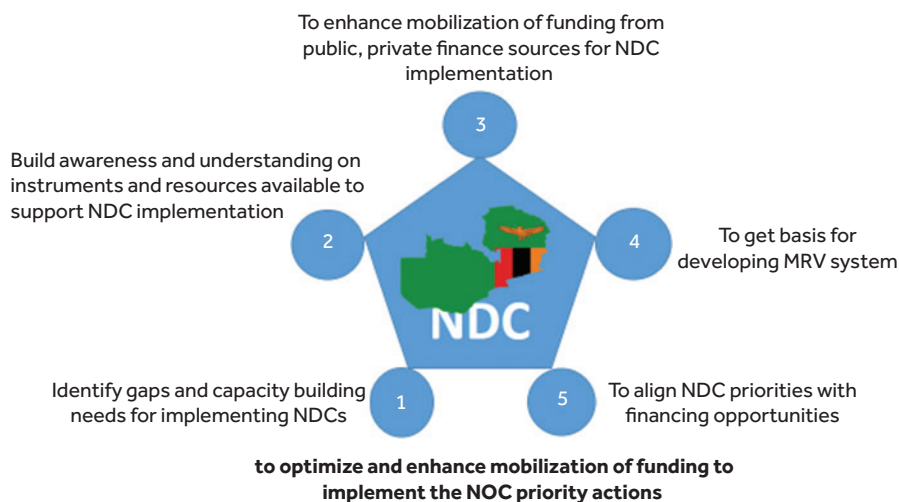 To enhance mobilization of funding from
public, private finance sources for NDC
implementation
3
Build awareness and understanding on
instruments and resources available to
support NDC implementation
2
4
To get basis for
developing MRV system
NDC
Identify gaps and capacity building
needs for implementing NDCs
1
5
To align NDC priorities with
financing opportunities
to optimize and enhance mobilization of funding to
implement the NOC priority actions